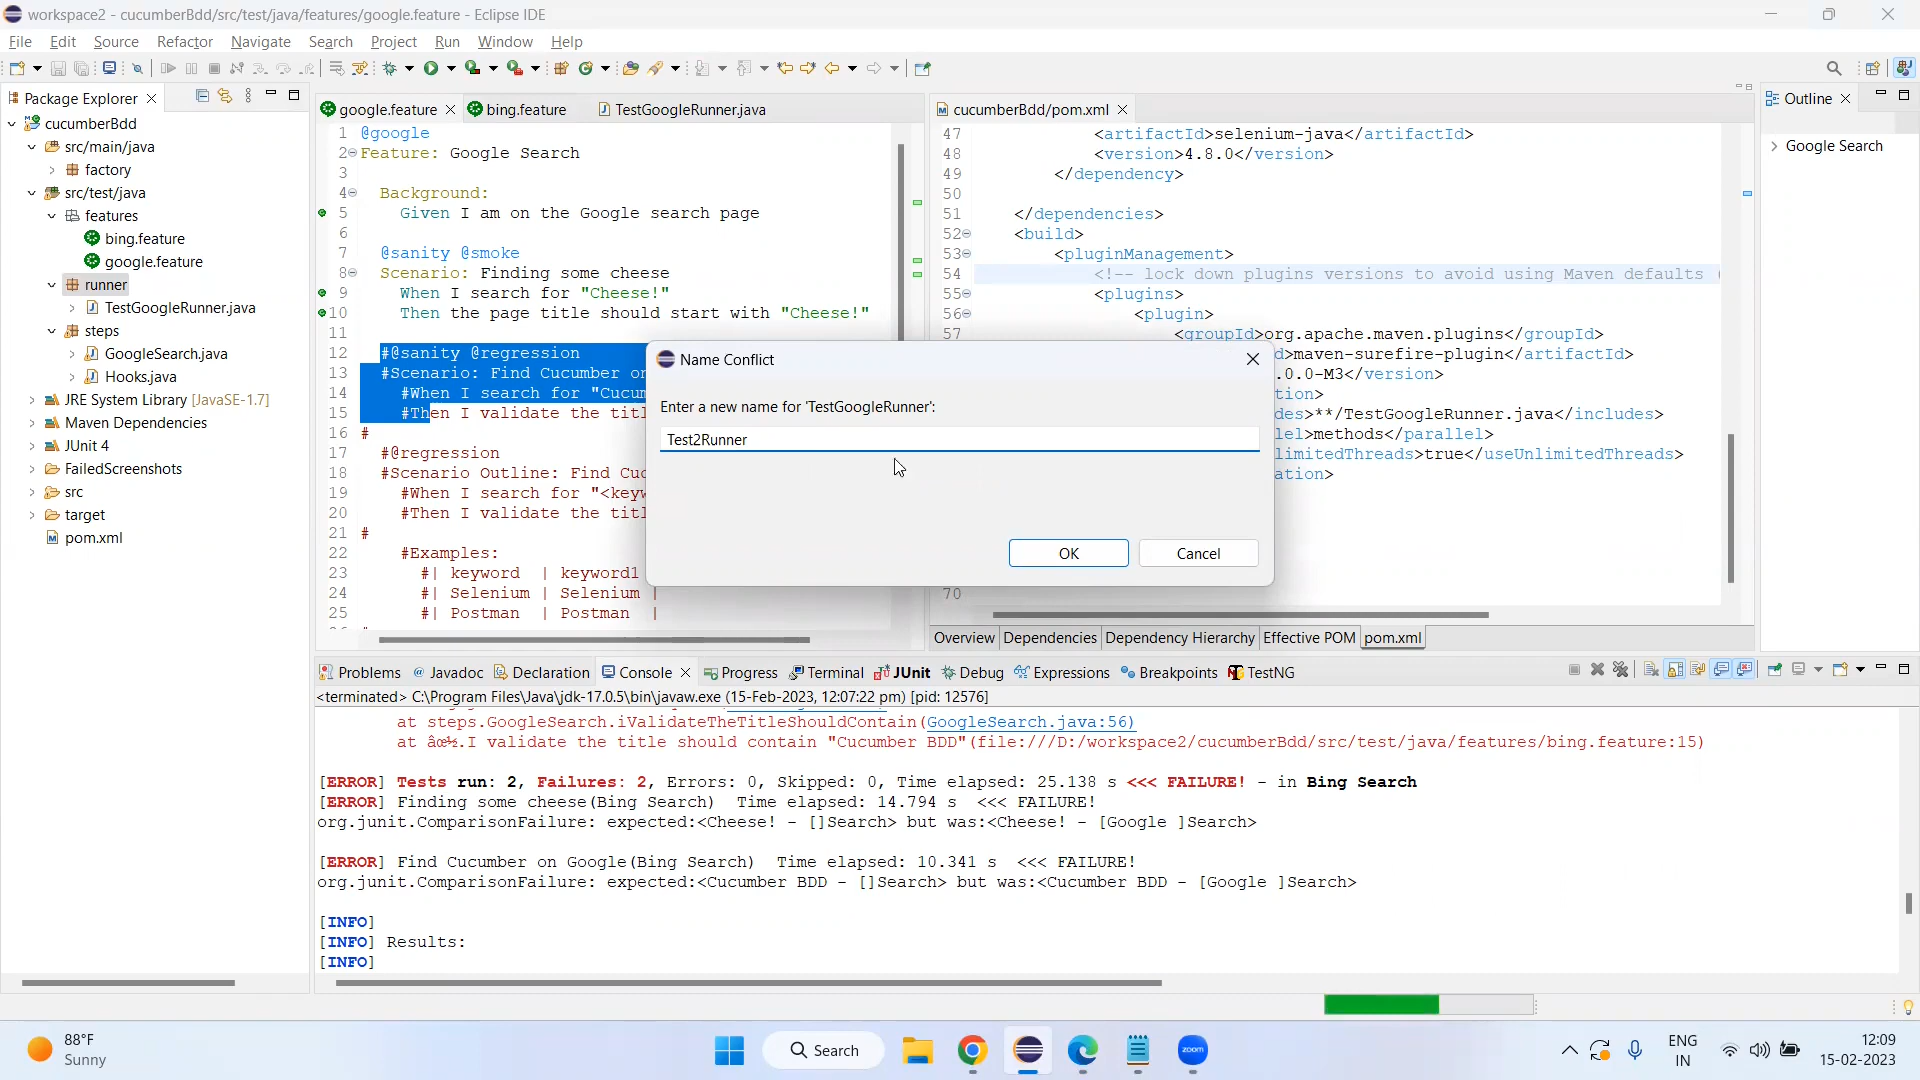 workspace2 - cucumberBdd/src/test/java/features/google.feature - Eclipse IDE
File Edit Source Refactor Navigate Search Project Run Window Help
Package Explorer
cucumberBdd
src/main/java
factory
src/test/java
features
bing.feature
google.feature
runner
TestGoogleRunner.java
steps
GoogleSearch.java
Hooks.java
JRE System Library [JavaSE-1.7]
Maven Dependencies
JUnit 4
FailedScreenshots
src
target
pom.xml
google.feature bing.feature TestGoogleRunner.java
1 @google
2 Feature: Google Search
3
4 Background:
5 Given I am on the Google search page
6
7 @sanity @smoke
8 Scenario: Finding some cheese
9 When I search for "Cheese!"
10 Then the page title should start with "Cheese!"
11
12 #@sanity @regression
13 #Scenario: Find Cucumber
14 #When I search for
15 #Then I validate the
16 #
17 #@regression
18 #Scenario Outline: Find
19 #When I search for
20 #Then I validate the
21 #
22 #Examples:
23 #| keyword | keyword1
24 #| Selenium | Selenium |
25 #| Postman | Postman |
cucumberBdd/pom.xml
47 <artifactId>selenium-java</artifactId>
48 <version>4.8.0</version>
49 </dependency>
50
51 </dependencies>
52 <build>
53 <pluginManagement>
54 <!-- lock down plugins versions to avoid using Maven defaults (
55 <plugins>
56 <plugin>
57 <groupId>org.apache.maven.plugins</groupId>
d>maven-surefire-plugin</artifactId>
.0.0-M3</version>
tion>
des>**/TestGoogleRunner.java</includes>
lel>methods</parallel>
limitedThreads>true</useUnlimitedThreads>
ation>
70
Overview Dependencies Dependency Hierarchy Effective POM pom.xml
Outline
Google Search
Name Conflict
Enter a new name for 'TestGoogleRunner':
Test2Runner
OK Cancel
Problems Javadoc Declaration Console Progress Terminal JUnit Debug Expressions Breakpoints TestNG
<terminated> C:\Program Files\Java\jdk-17.0.5\bin\javaw.exe (15-Feb-2023, 12:07:22 pm) [pid: 12576]
at steps.GoogleSearch.iValidateTheTitleShouldContain(GoogleSearch.java:56)
at âœ½.I validate the title should contain "Cucumber BDD"(file:///D:/workspace2/cucumberBdd/src/test/java/features/bing.feature:15)
[ERROR] Tests run: 2, Failures: 2, Errors: 0, Skipped: 0, Time elapsed: 25.138 s <<< FAILURE! - in Bing Search
[ERROR] Finding some cheese(Bing Search) Time elapsed: 14.794 s <<< FAILURE!
org.junit.ComparisonFailure: expected:<Cheese! - []Search> but was:<Cheese! - [Google ]Search>
[ERROR] Find Cucumber on Google(Bing Search) Time elapsed: 10.341 s <<< FAILURE!
org.junit.ComparisonFailure: expected:<Cucumber BDD - []Search> but was:<Cucumber BDD - [Google ]Search>
[INFO]
[INFO] Results:
[INFO]
88°F
Sunny
Search
zoom
ENG
IN
12:09
15-02-2023